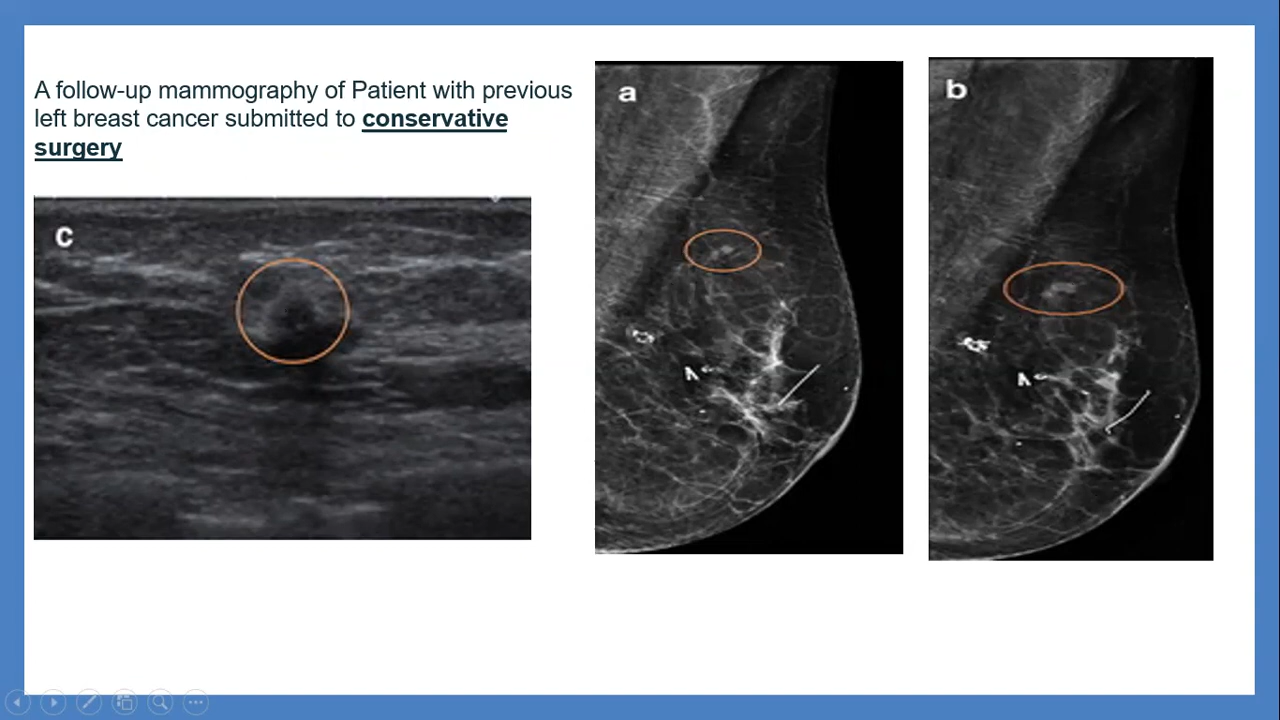 A follow-up mammography of Patient with previous
left breast cancer submitted to conservative
surgery
c
a
b